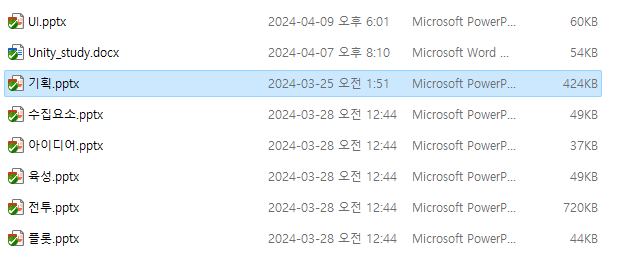 UI.pptx 2024-04-09 오후 6:01 Microsoft PowerP... 60KB
Unity_study.docx 2024-04-07 오후 8:10 Microsoft Word ... 54KB
기획.pptx 2024-03-25 오전 1:51 Microsoft PowerP... 424KB
수집요소.pptx 2024-03-28 오전 12:44 Microsoft PowerP... 49KB
아이디어.pptx 2024-03-28 오전 12:44 Microsoft PowerP... 37KB
육성.pptx 2024-03-28 오전 12:44 Microsoft PowerP... 49KB
전투.pptx 2024-03-28 오전 12:44 Microsoft PowerP... 720KB
플롯.pptx 2024-03-28 오전 12:44 Microsoft PowerP... 44KB